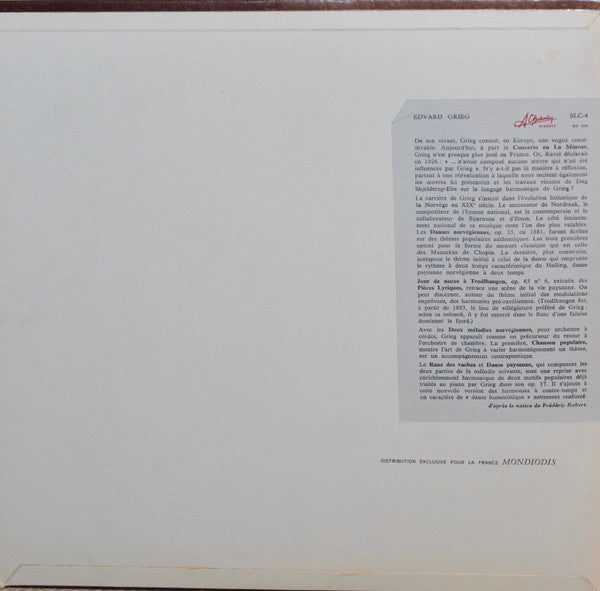 EDVARD GRIEG
A Charlin
DISQUES
SLC-4
De son vivant, Grieg connut, en Europe, une vogue consi-
dérable. Aujourd'hui, à part le Concerto en La Mineur,
Grieg n'est presque plus joué en France. Or, Ravel déclarait
en 1926 : « ... n'avoir composé aucune œuvre qui n'ait été
influencée par Grieg ». N'y a-t-il pas là matière à réflexion,
partant à une réévaluation à laquelle nous incitent également
les œuvres ici présentées et les travaux récents de Dag
Shjelderup-Ebe sur le langage harmonique de Grieg ?
La carrière de Grieg s'inscrit dans l'évolution historique de
la Norvège au XIXe siècle. Le successeur de Nordraak, le
compositeur de l'hymne national, est le contemporain et le
collaborateur de Bjørnson et d'Ibsen. Le côté éminem-
ment national de sa musique reste l'un des plus valables.
Les Danses norvégiennes, op. 35, en 1881, furent écrites
sur des thèmes populaires authentiques. Les trois premières
épient pour la forme du menuet classique qui est celle
des Mazurkas de Chopin. La dernière, plus construite,
juxtapose le thème initial à celui de la danse qui emprunte
le rythme à deux temps caractéristique du Halling, danse
paysanne norvégienne à deux temps.
Jour de noces à Trodlhaugen, op. 65 n° 6, extraite des
Pièces Lyriques, retrace une scène de la vie paysanne. On
peut discerner, autour du thème initial des modulations
imprévues, des harmonies pré-ravéliennes. (Trodlhaugen fut,
à partir de 1883, le lieu de villégiature préféré de Grieg :
selon sa volonté, il y fut enterré dans le flanc d'une falaise
dominant le fjord.)
Avec les Deux mélodies norvégiennes, pour orchestre à
cordes, Grieg apparaît comme un précurseur du retour à
l'orchestre de chambre. La première, Chanson populaire,
montre l'art de Grieg à varier harmoniquement un thème,
sur un accompagnement contrapuntique.
Le Ranz des vaches et Danse paysanne, qui composent les
deux parties de la mélodie suivante, sont une reprise avec
enrichissement harmonique de deux motifs populaires déjà
traités au piano par Grieg dans son op. 17. Il s'ajoute à
cette nouvelle version des harmonies à contre-temps et
un caractère de « danse humoristique » nettement renforcé.
d'après la notice de Frédéric Robert.
DISTRIBUTION EXCLUSIVE POUR LA FRANCE MONDIODIS